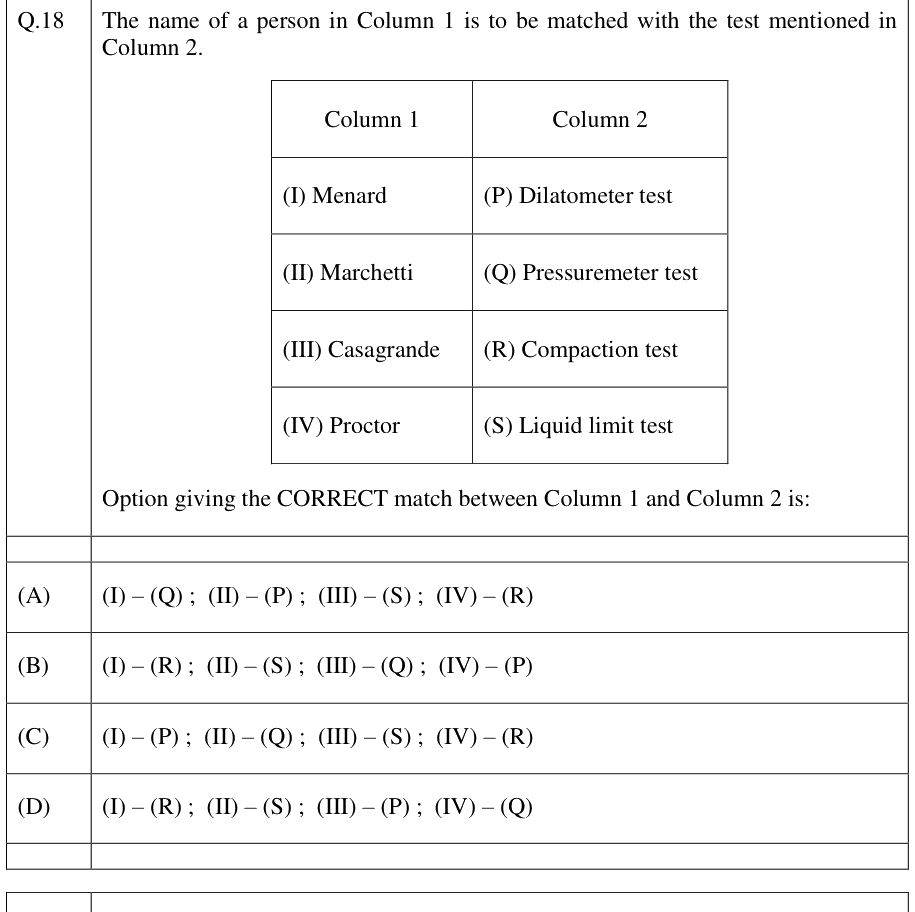 Q.18 The name of a person in Column 1 is to be matched with the test mentioned in
Column 2.
Column 1 Column 2
(I) Menard (P) Dilatometer test
(II) Marchetti (Q) Pressuremeter test
(III) Casagrande (R) Compaction test
(IV) Proctor (S) Liquid limit test
Option giving the CORRECT match between Column 1 and Column 2 is:
(A) (I) – (Q) ; (II) – (P) ; (III) – (S) ; (IV) – (R)
(B) (I) – (R) ; (II) – (S) ; (III) – (Q) ; (IV) – (P)
(C) (I) – (P) ; (II) – (Q) ; (III) – (S) ; (IV) – (R)
(D) (I) – (R) ; (II) – (S) ; (III) – (P) ; (IV) – (Q)